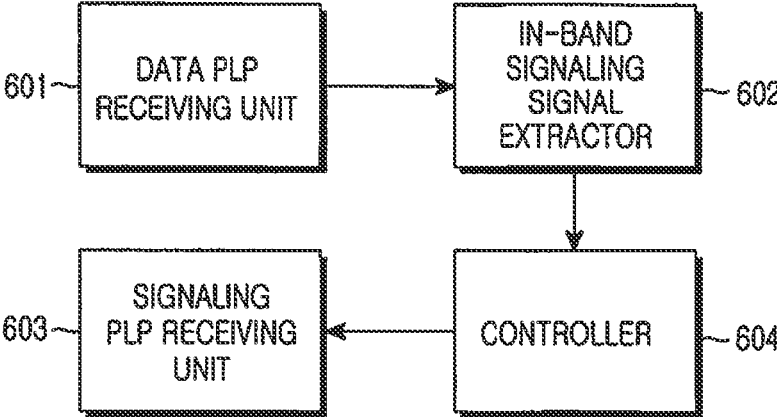 601
DATA PLP
RECEIVING UNIT
IN-BAND
SIGNALING
SIGNAL
EXTRACTOR
602
603
SIGNALING
PLP RECEIVING
UNIT
CONTROLLER
604